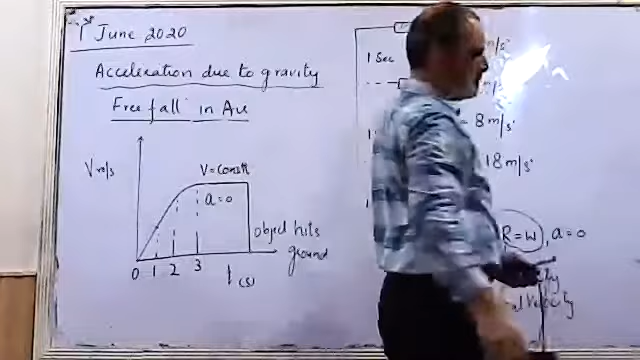 1 June 2020
Acceleration due to gravity
Free fall in Air
V m/s
V = Const
a = 0
object hits
ground
0 1 2 3
t (s)
1 Sec
m/s
m/s
= 8 m/s
18 m/s
R = W, a = 0
Velocity